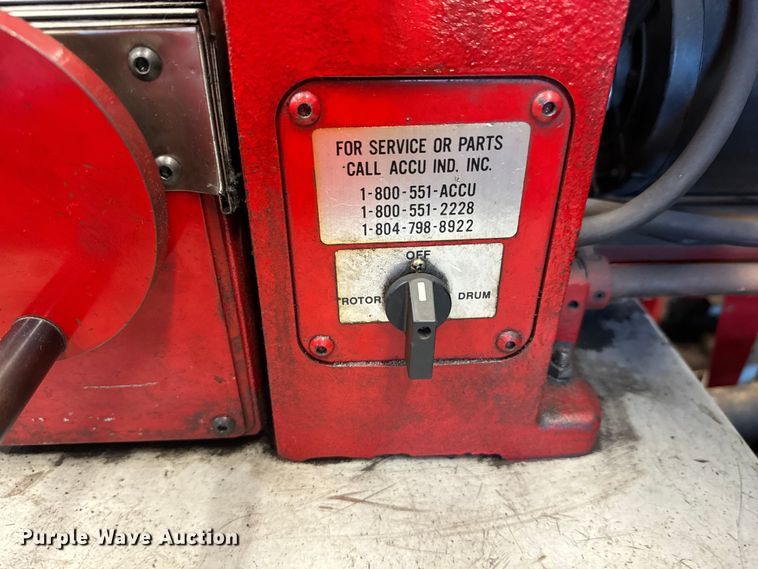 FOR SERVICE OR PARTS
CALL ACCU IND. INC.
1-800-551-ACCU
1-800-551-2228
1-804-798-8922
OFF
ROTOR DRUM
Purple Wave Auction